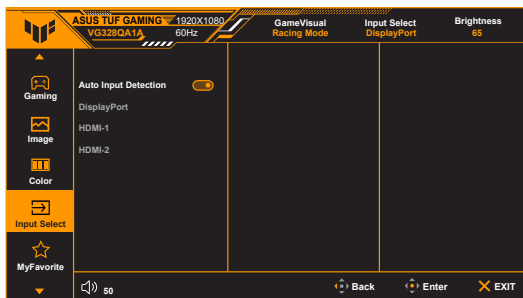 ASUS TUF GAMING
VG328QA1A
1920X1080
60Hz
GameVisual
Racing Mode
Input Select
DisplayPort
Brightness
65
Gaming
Image
Color
Input Select
MyFavorite
Auto Input Detection
DisplayPort
HDMI-1
HDMI-2
50
Back
Enter
EXIT